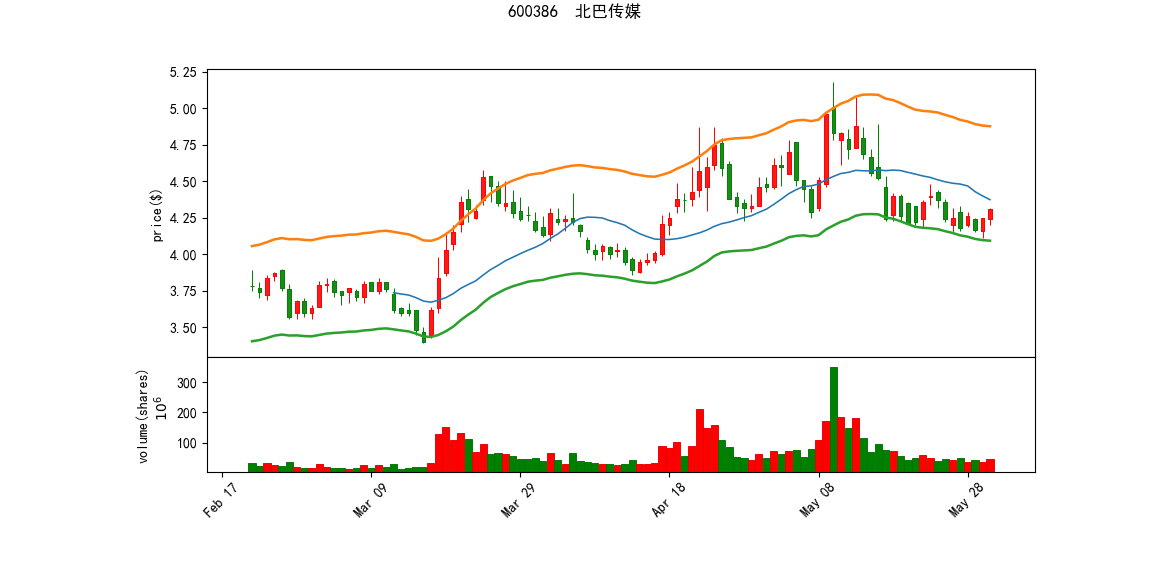 600386 北巴传媒
price($)
5.25
5.00
4.75
4.50
4.25
4.00
3.75
3.50
volume(shares)
10^6
300
200
100
Feb 17
Mar 09
Mar 29
Apr 18
May 08
May 28